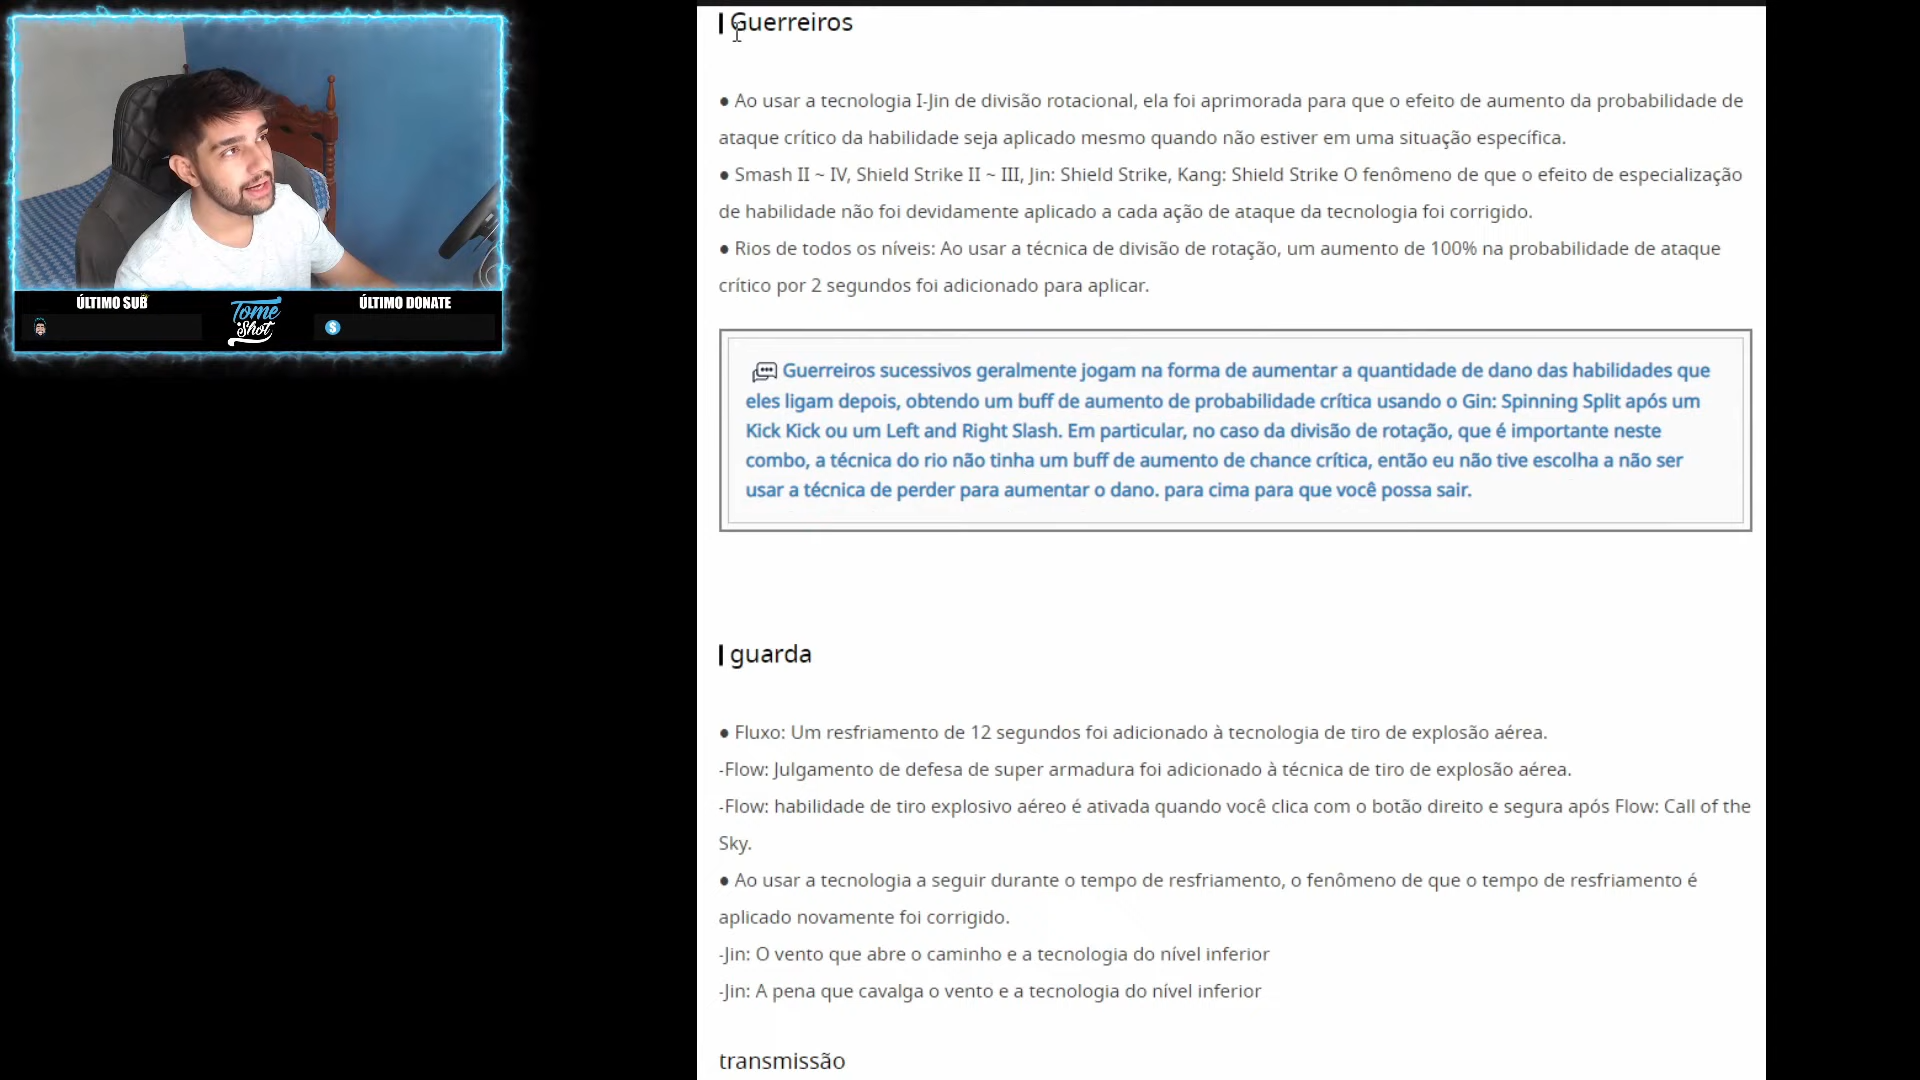 ÚLTIMO SUB
Tome Shot
ÚLTIMO DONATE
Guerreiros
● Ao usar a tecnologia I-Jin de divisão rotacional, ela foi aprimorada para que o efeito de aumento da probabilidade de
ataque crítico da habilidade seja aplicado mesmo quando não estiver em uma situação específica.
● Smash II ~ IV, Shield Strike II ~ III, Jin: Shield Strike, Kang: Shield Strike O fenômeno de que o efeito de especialização
de habilidade não foi devidamente aplicado a cada ação de ataque da tecnologia foi corrigido.
● Rios de todos os níveis: Ao usar a técnica de divisão de rotação, um aumento de 100% na probabilidade de ataque
crítico por 2 segundos foi adicionado para aplicar.
Guerreiros sucessivos geralmente jogam na forma de aumentar a quantidade de dano das habilidades que
eles ligam depois, obtendo um buff de aumento de probabilidade crítica usando o Gin: Spinning Split após um
Kick Kick ou um Left and Right Slash. Em particular, no caso da divisão de rotação, que é importante neste
combo, a técnica do rio não tinha um buff de aumento de chance crítica, então eu não tive escolha a não ser
usar a técnica de perder para aumentar o dano. para cima para que você possa sair.
guarda
● Fluxo: Um resfriamento de 12 segundos foi adicionado à tecnologia de tiro de explosão aérea.
-Flow: Julgamento de defesa de super armadura foi adicionado à técnica de tiro de explosão aérea.
-Flow: habilidade de tiro explosivo aéreo é ativada quando você clica com o botão direito e segura após Flow: Call of the
Sky.
● Ao usar a tecnologia a seguir durante o tempo de resfriamento, o fenômeno de que o tempo de resfriamento é
aplicado novamente foi corrigido.
-Jin: O vento que abre o caminho e a tecnologia do nível inferior
-Jin: A pena que cavalga o vento e a tecnologia do nível inferior
transmissão